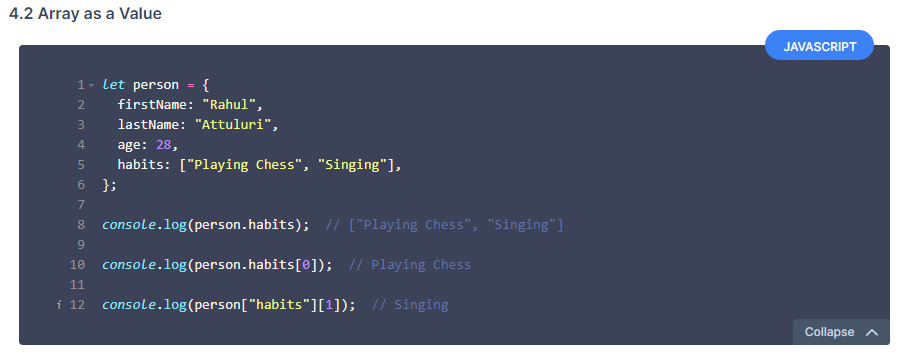 4.2 Array as a Value
JAVASCRIPT
1 let person = {
2   firstName: "Rahul",
3   lastName: "Attuluri",
4   age: 28,
5   habits: ["Playing Chess", "Singing"],
6 };
7
8 console.log(person.habits);  // ["Playing Chess", "Singing"]
9
10 console.log(person.habits[0]);  // Playing Chess
11
i 12 console.log(person["habits"][1]);  // Singing
Collapse